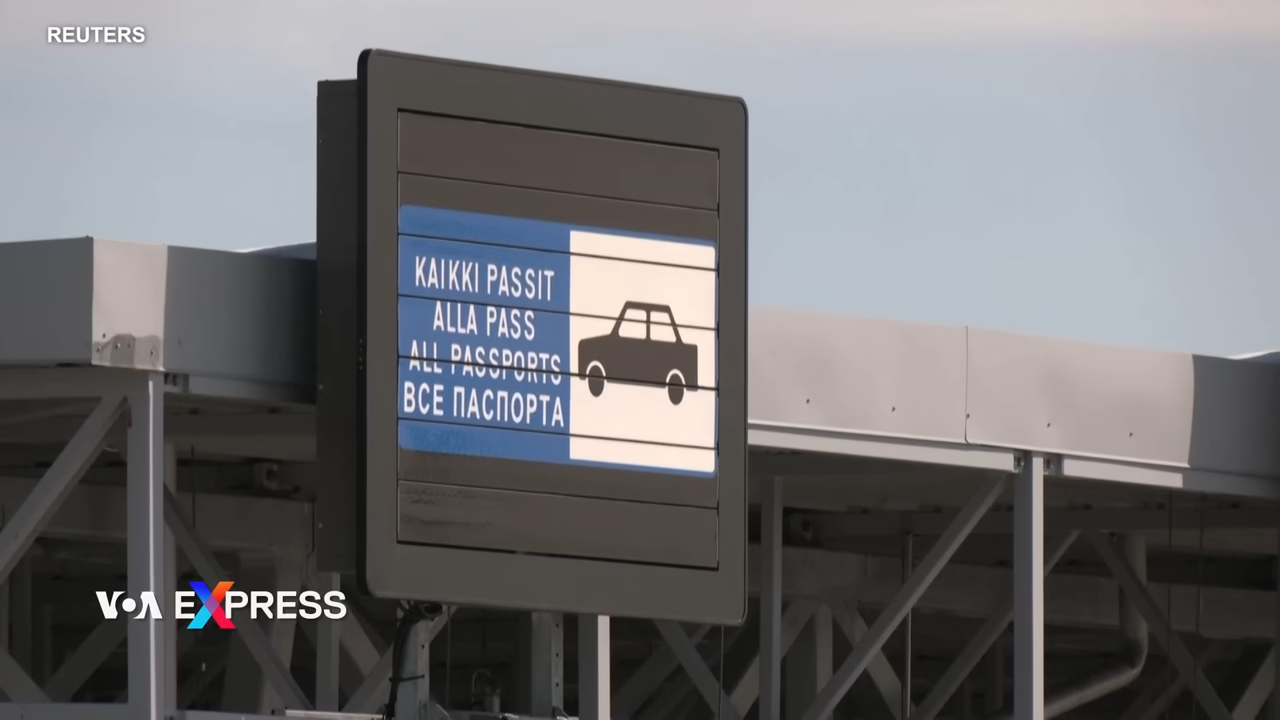 REUTERS
KAIKKI PASSIT
ALLA PASS
ALL PASSPORTS
ВСЕ ПАСПОРТА
VOA EXPRESS